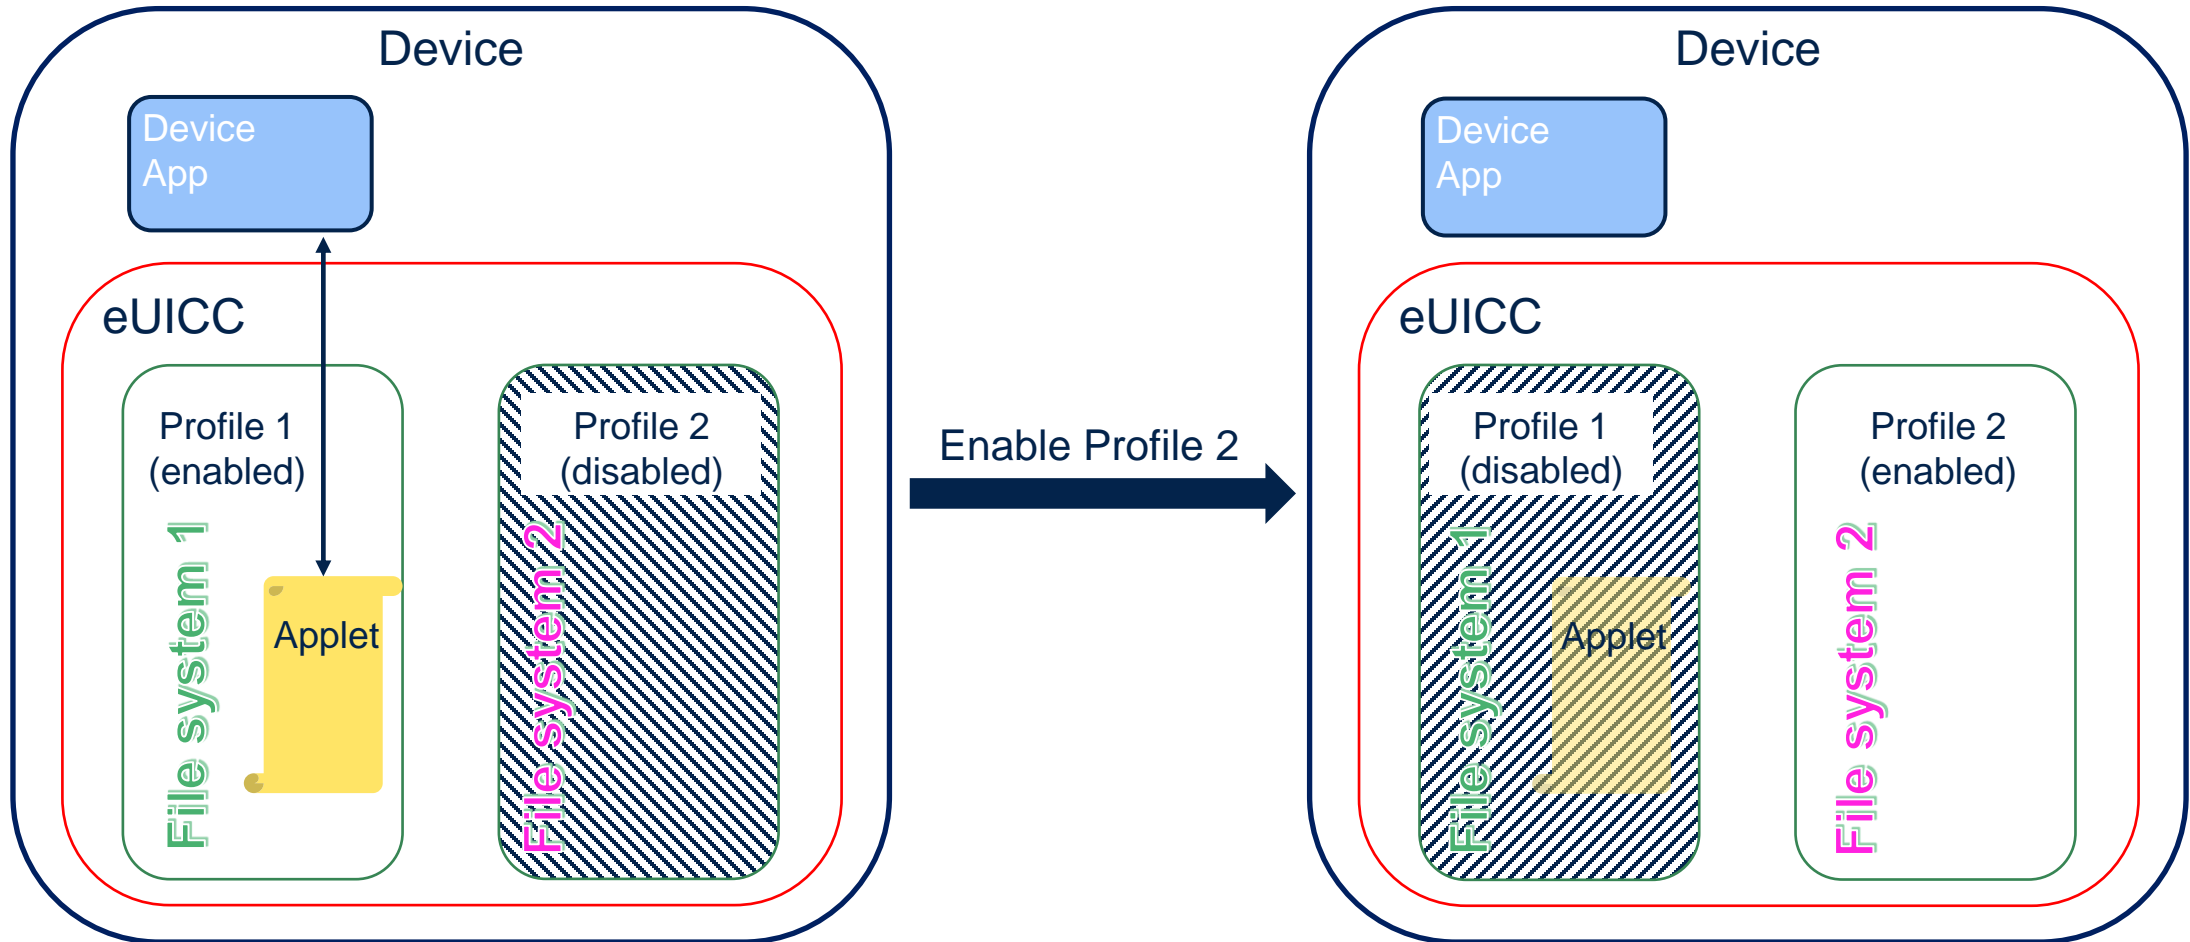 Device
Device
App
eUICC
Profile 1
(enabled)
File system 1
Applet
Profile 2
(disabled)
File system 2
Enable Profile 2
Device
Device
App
eUICC
Profile 1
(disabled)
File system 1
Applet
Profile 2
(enabled)
File system 2